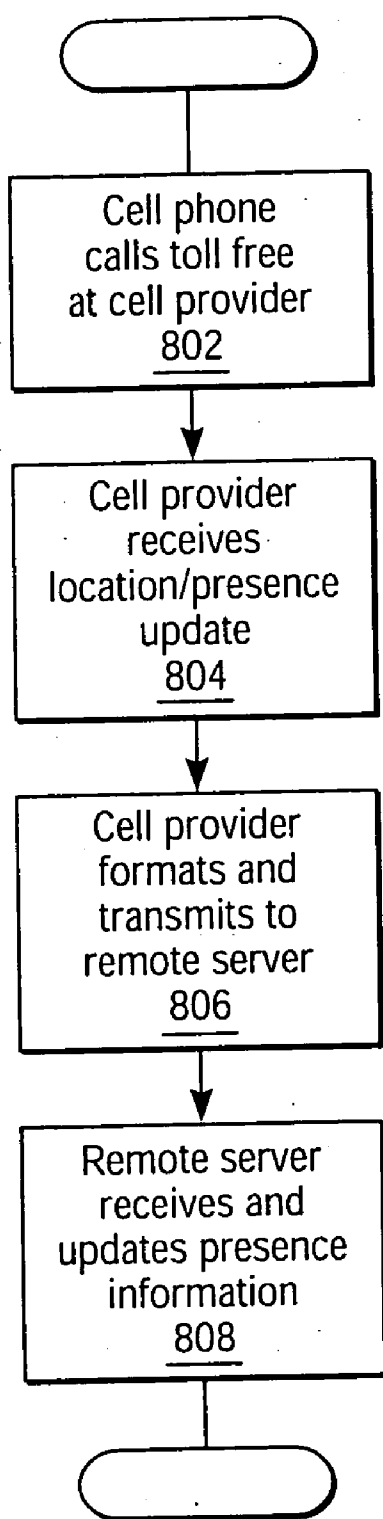 Cell phone
calls toll free
at cell provider
802
Cell provider
receives
location/presence
update
804
Cell provider
formats and
transmits to
remote server
806
Remote server
receives and
updates presence
information
808